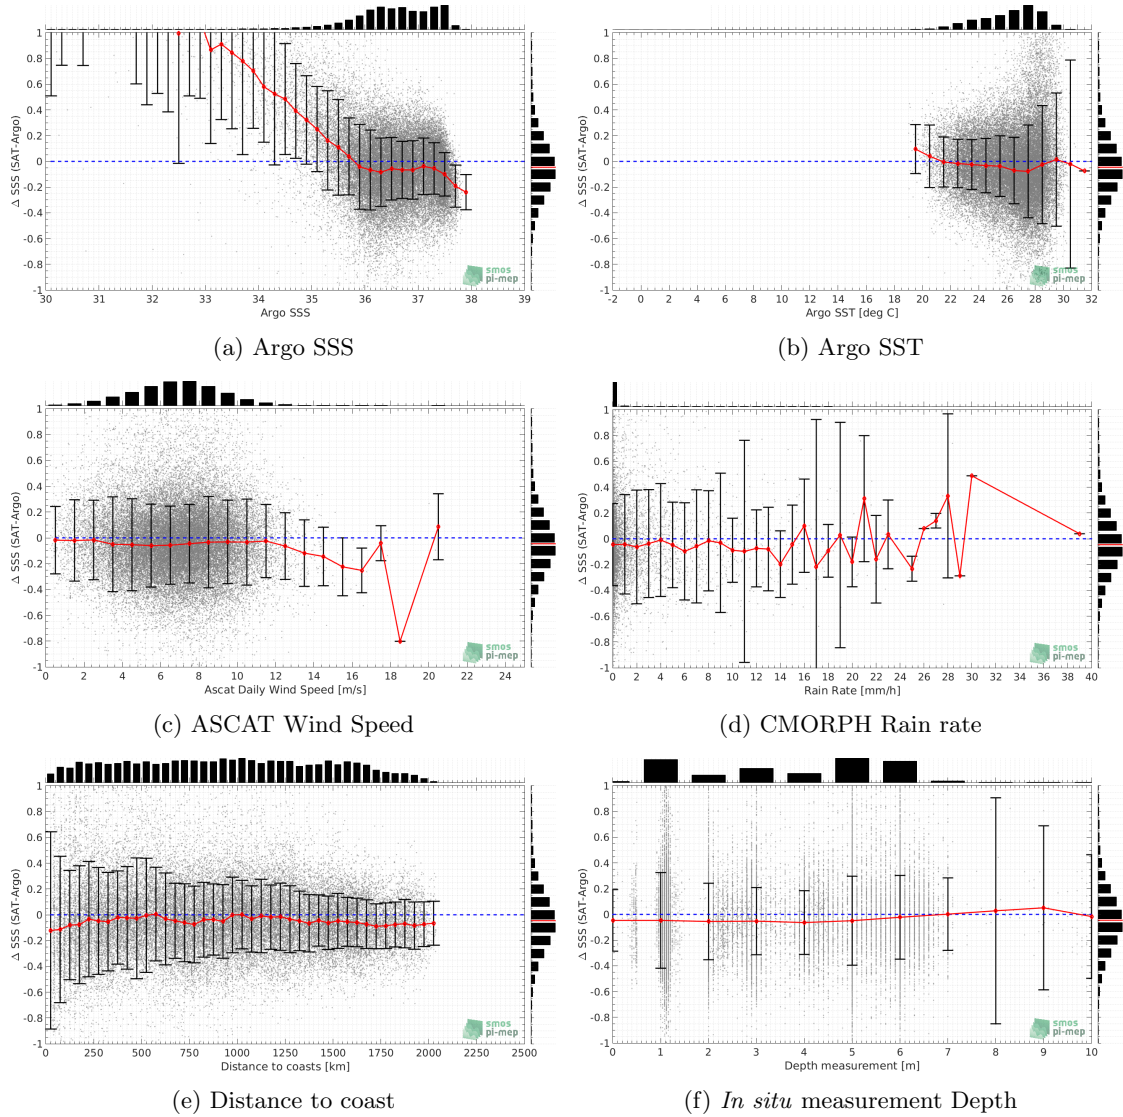 1
0.8
0.6
0.4
0.2
0
-0.2
-0.4
-0.6
-0.8
-1
Δ SSS (SAT-Argo)
30 31 32 33 34 35 36 37 38 39
Argo SSS
smos
pi-mep
(a) Argo SSS
1
0.8
0.6
0.4
0.2
0
-0.2
-0.4
-0.6
-0.8
-1
Δ SSS (SAT-Argo)
-2 0 2 4 6 8 10 12 14 16 18 20 22 24 26 28 30 32
Argo SST [deg C]
smos
pi-mep
(b) Argo SST
1
0.8
0.6
0.4
0.2
0
-0.2
-0.4
-0.6
-0.8
-1
Δ SSS (SAT-Argo)
0 2 4 6 8 10 12 14 16 18 20 22 24
Ascat Daily Wind Speed [m/s]
smos
pi-mep
(c) ASCAT Wind Speed
1
0.8
0.6
0.4
0.2
0
-0.2
-0.4
-0.6
-0.8
-1
Δ SSS (SAT-Argo)
0 2 4 6 8 10 12 14 16 18 20 22 24 26 28 30 32 34 36 38 40
Rain Rate [mm/h]
smos
pi-mep
(d) CMORPH Rain rate
1
0.8
0.6
0.4
0.2
0
-0.2
-0.4
-0.6
-0.8
-1
Δ SSS (SAT-Argo)
0 250 500 750 1000 1250 1500 1750 2000 2250 2500
Distance to coasts [km]
smos
pi-mep
(e) Distance to coast
1
0.8
0.6
0.4
0.2
0
-0.2
-0.4
-0.6
-0.8
-1
Δ SSS (SAT-Argo)
0 1 2 3 4 5 6 7 8 9 10
Depth measurement [m]
smos
pi-mep
(f) In situ measurement Depth